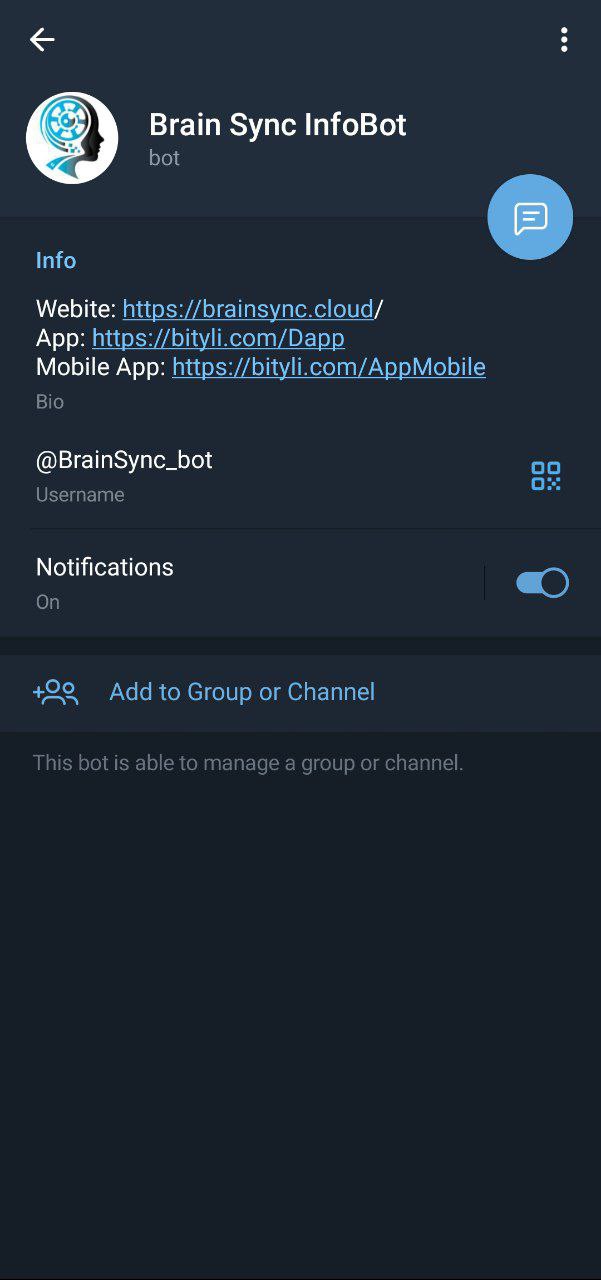 Brain Sync InfoBot
bot
Info
Webite: https://brainsync.cloud/
App: https://bityli.com/Dapp
Mobile App: https://bityli.com/AppMobile
Bio
@BrainSync_bot
Username
Notifications
On
Add to Group or Channel
This bot is able to manage a group or channel.